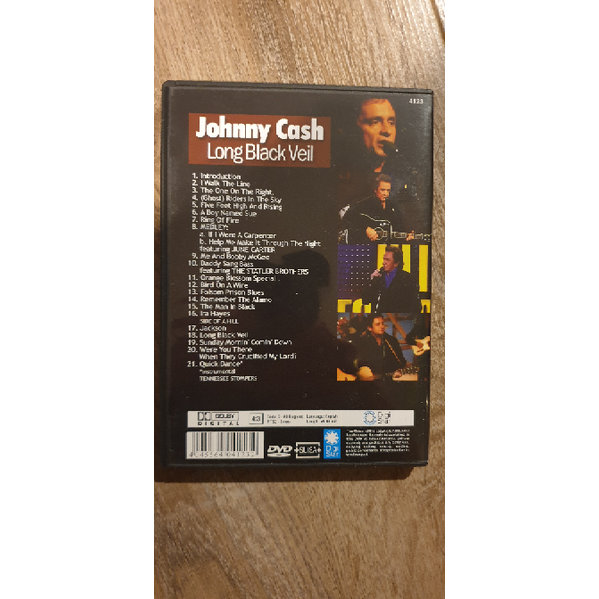 4123
Johnny Cash
Long Black Veil
1. Introduction
2. I Walk The Line
3. The One On The Right.
4. (Ghost) Riders In The Sky
5. Five Feet High And Rising
6. A Boy Named Sue
7. Ring Of Fire
8. MEDLEY:
a. If I Were A Carpenter
b. Help Me Make It Through The Night
featuring JUNE CARTER
9. Me And Bobby McGee
10. Daddy Sang Bass
featuring THE STATLER BROTHERS
11. Orange Blossom Special
12. Bird On A Wire
13. Folsom Prison Blues
14. Remember The Alamo
15. The Man In Black
16. Ira Hayes
SIDE OF A HILL
17. Jackson
18. Long Black Veil
19. Sunday Mornin' Comin' Down
20. Were You There
When They Crucified My Lord?
21. Quick Dance*
*instrumental
TENNESSEE STOMPERS
DOLBY
DIGITAL
4:3
DVD